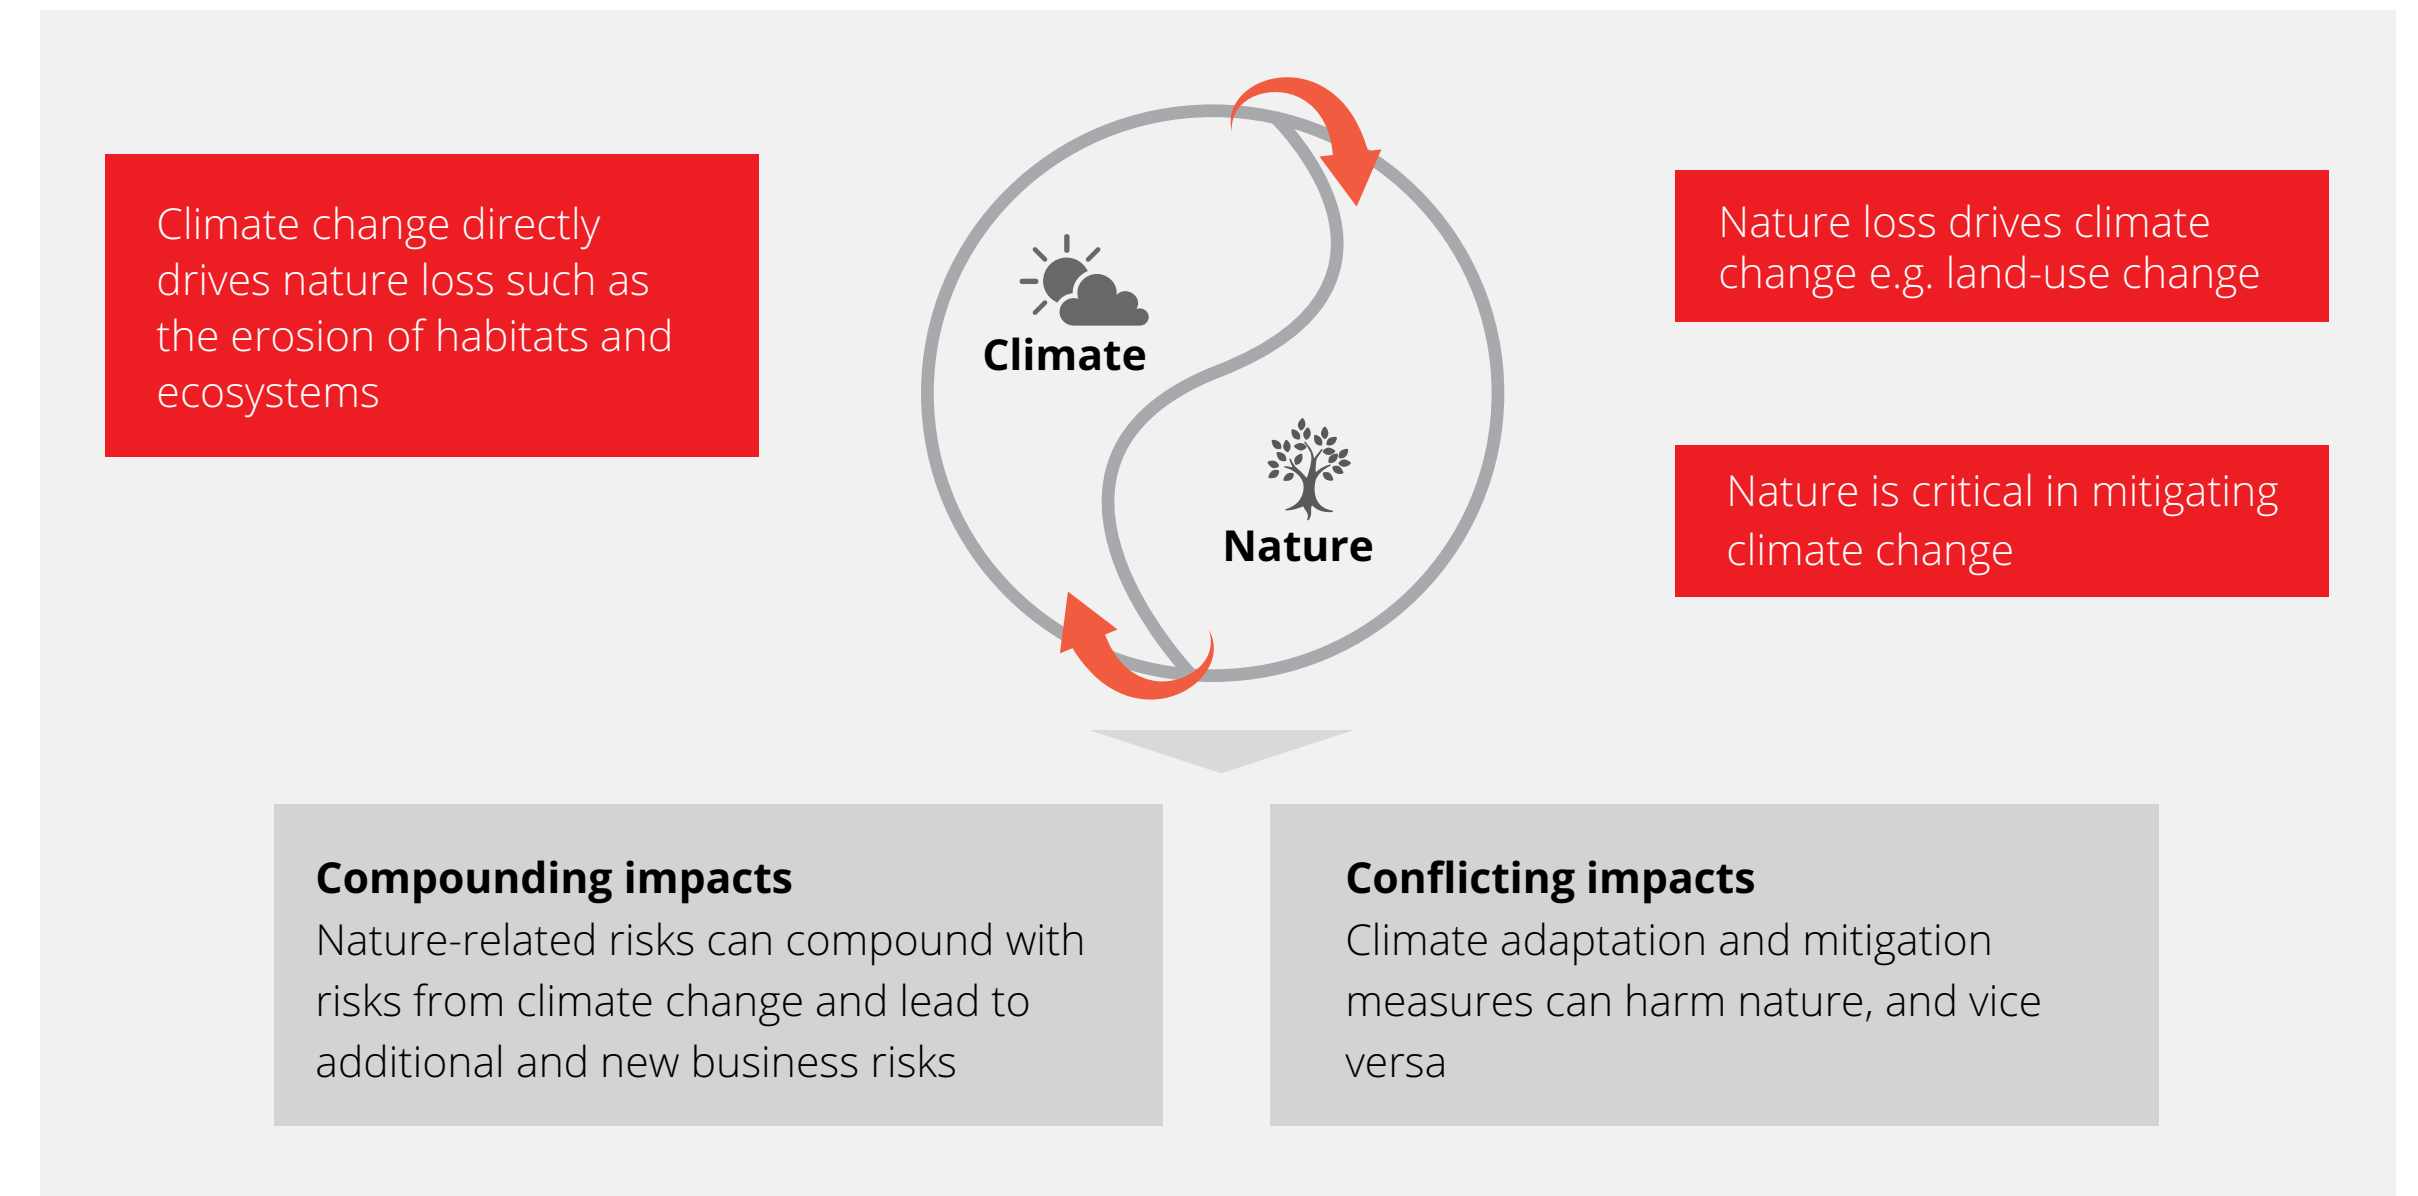 Climate change directly
drives nature loss such as
the erosion of habitats and
ecosystems
Climate
Nature
Nature loss drives climate
change e.g. land-use change
Nature is critical in mitigating
climate change
Compounding impacts
Nature-related risks can compound with
risks from climate change and lead to
additional and new business risks
Conflicting impacts
Climate adaptation and mitigation
measures can harm nature, and vice
versa